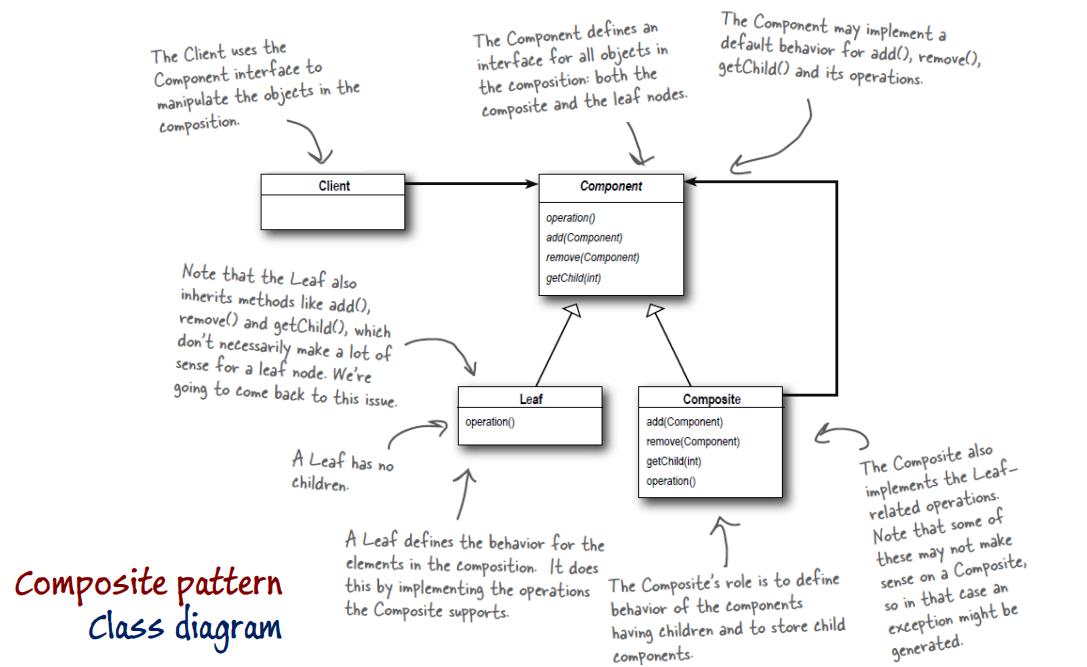 The Client uses the
Component interface to
manipulate the objects in the
composition.
The Component defines an
interface for all objects in
the composition: both the
composite and the leaf nodes.
The Component may implement a
default behavior for add(), remove(),
getChild() and its operations.
Client
Component
operation()
add(Component)
remove(Component)
getChild(int)
Note that the Leaf also
inherits methods like add(),
remove() and getChild(), which
don't necessarily make a lot of
sense for a leaf node. We're
going to come back to this issue.
Leaf
operation()
Composite
add(Component)
remove(Component)
getChild(int)
operation()
A Leaf has no
children.
The Composite also
implements the Leaf-
related operations.
Note that some of
these may not make
sense on a Composite,
so in that case an
exception might be
generated.
A Leaf defines the behavior for the
elements in the composition. It does
this by implementing the operations
the Composite supports.
The Composite's role is to define
behavior of the components
having children and to store child
components.
Composite pattern
Class diagram